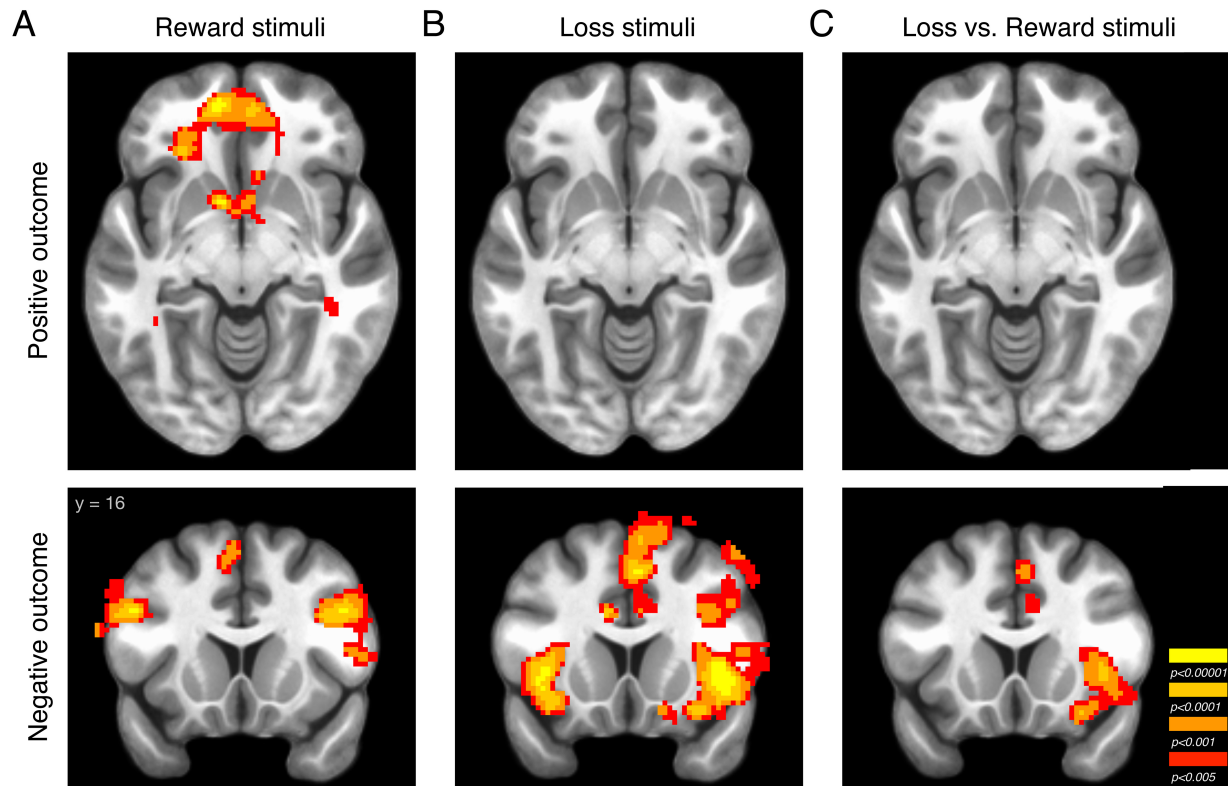 A Reward stimuli
B Loss stimuli
C Loss vs. Reward stimuli
Positive outcome
Negative outcome
y = 16
p<0.00001
p<0.0001
p<0.001
p<0.005